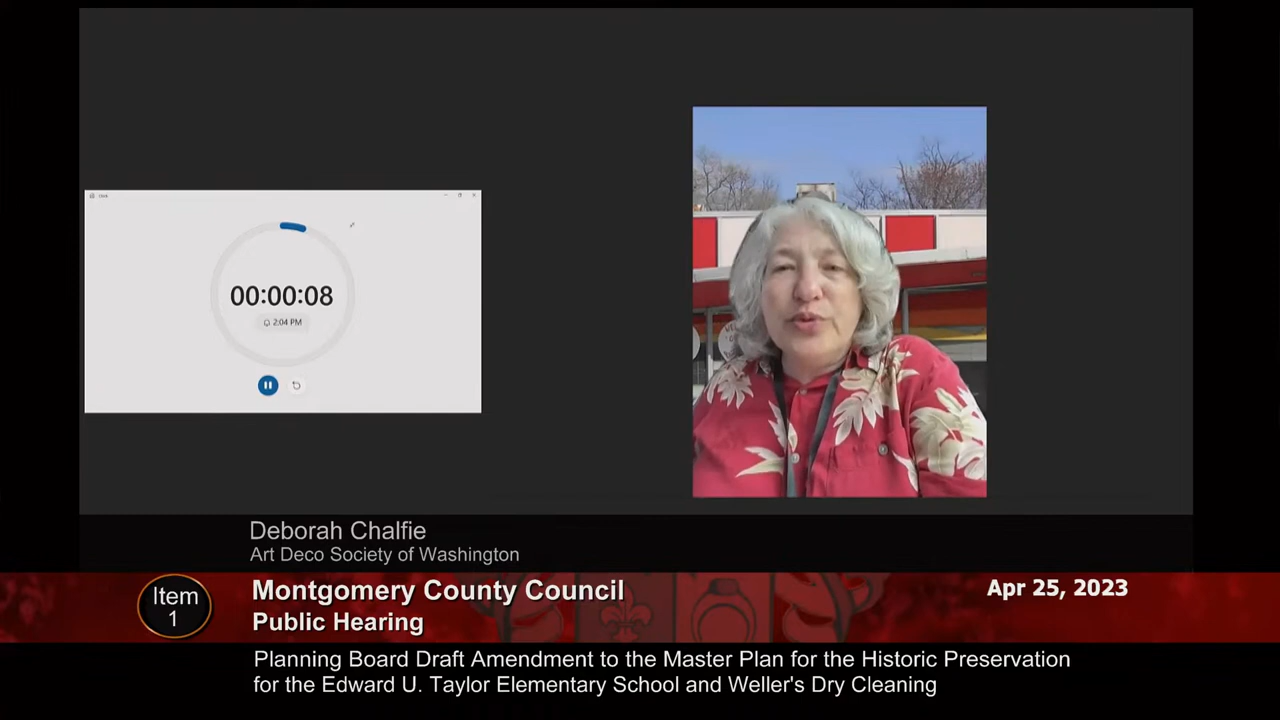 00:00:08
2:04 PM
Deborah Chalfie
Art Deco Society of Washington
Item
1
Montgomery County Council
Public Hearing
Apr 25, 2023
Planning Board Draft Amendment to the Master Plan for the Historic Preservation
for the Edward U. Taylor Elementary School and Weller's Dry Cleaning